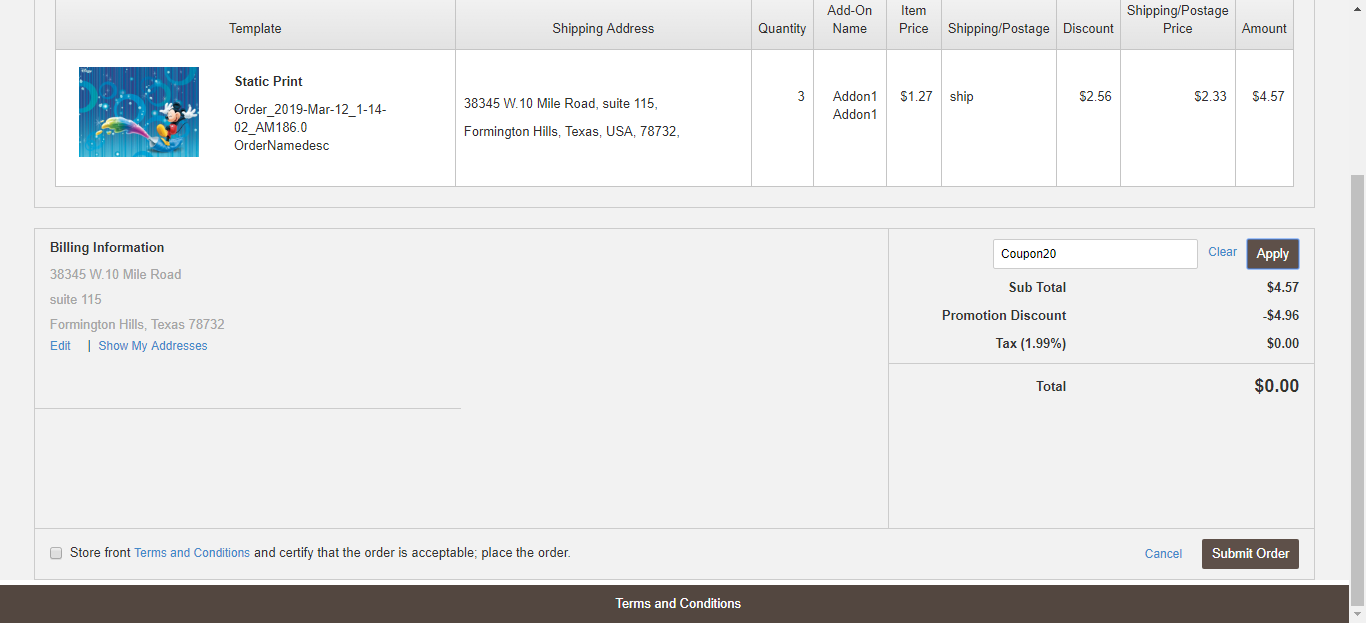 Template
Shipping Address
Quantity
Add-On
Name
Item
Price
Shipping/Postage
Discount
Shipping/Postage
Price
Amount
Static Print
Order_2019-Mar-12_1-14-
02_AM186.0
OrderNamedesc
38345 W.10 Mile Road, suite 115,
Formington Hills, Texas, USA, 78732,
3
Addon1
Addon1
$1.27
ship
$2.56
$2.33
$4.57
Billing Information
38345 W.10 Mile Road
suite 115
Formington Hills, Texas 78732
Edit | Show My Addresses
Coupon20 Clear Apply
Sub Total $4.57
Promotion Discount -$4.96
Tax (1.99%) $0.00
Total $0.00
Store front Terms and Conditions and certify that the order is acceptable; place the order.
Cancel Submit Order
Terms and Conditions